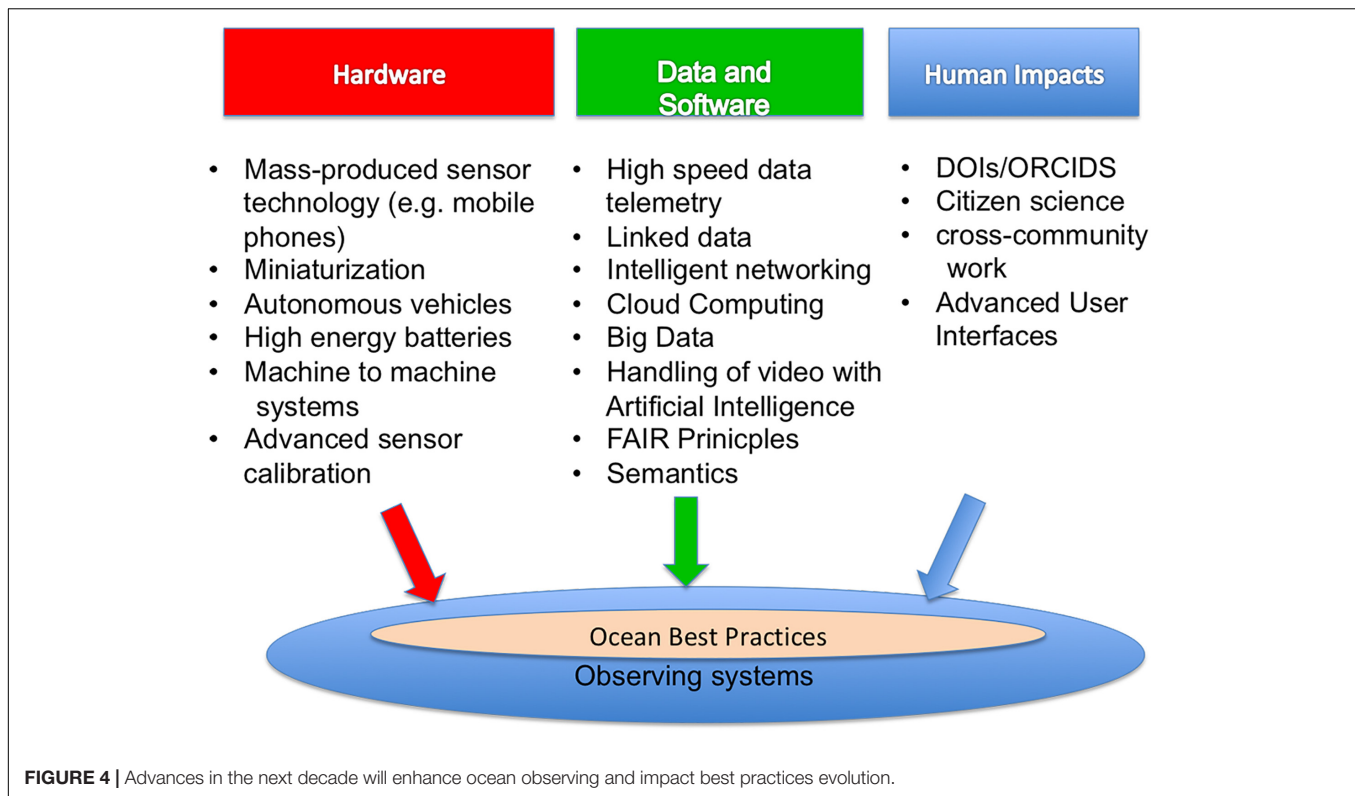 Hardware
Data and
Software
Human Impacts
• Mass-produced sensor
technology (e.g. mobile
phones)
• Miniaturization
• Autonomous vehicles
• High energy batteries
• Machine to machine
systems
• Advanced sensor
calibration
• High speed data
telemetry
• Linked data
• Intelligent networking
• Cloud Computing
• Big Data
• Handling of video with
Artificial Intelligence
• FAIR Prinicples
• Semantics
• DOIs/ORCIDS
• Citizen science
• cross-community
work
• Advanced User
Interfaces
Ocean Best Practices
Observing systems
FIGURE 4 | Advances in the next decade will enhance ocean observing and impact best practices evolution.